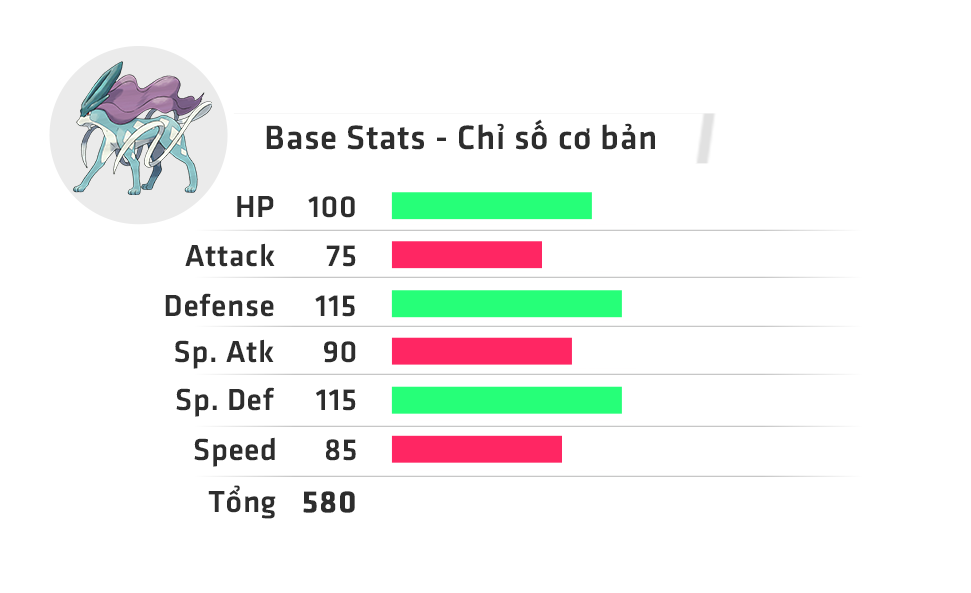 Base Stats - Chỉ số cơ bản
HP 100
Attack 75
Defense 115
Sp. Atk 90
Sp. Def 115
Speed 85
Tổng 580